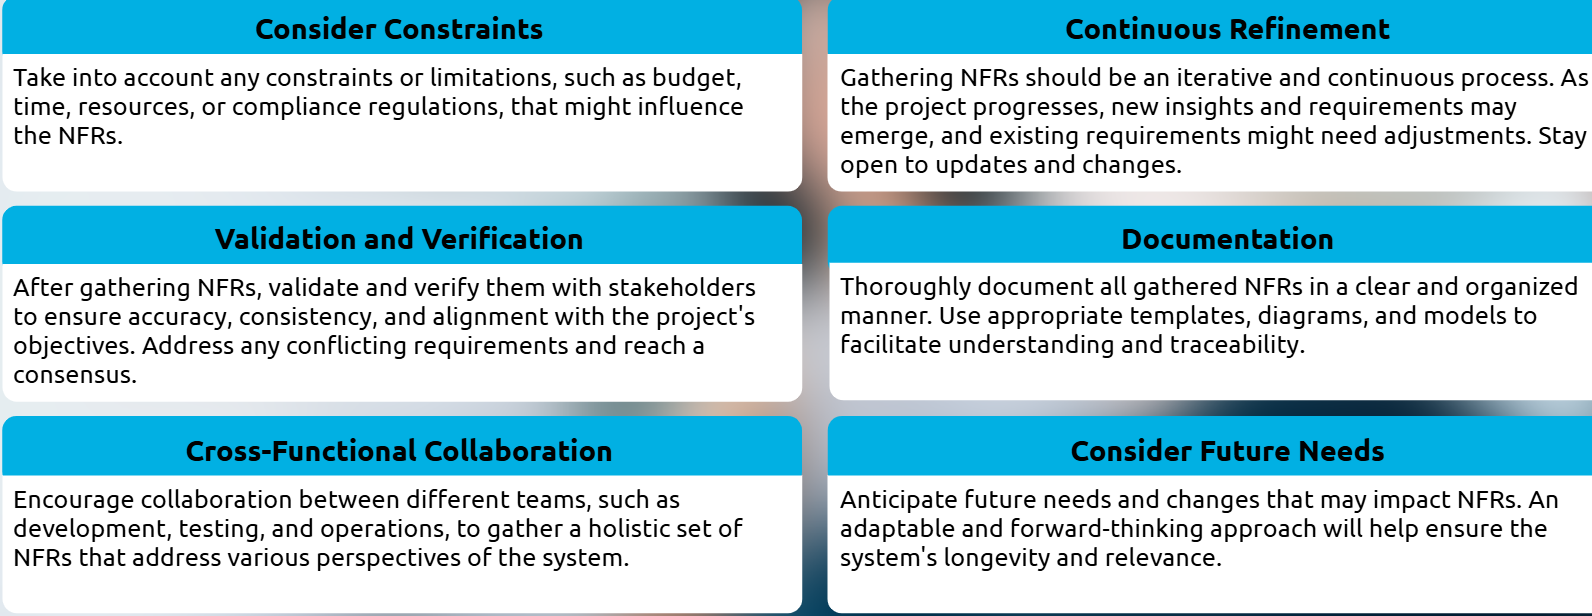 Consider Constraints
Take into account any constraints or limitations, such as budget,
time, resources, or compliance regulations, that might influence
the NFRs.
Continuous Refinement
Gathering NFRs should be an iterative and continuous process. As
the project progresses, new insights and requirements may
emerge, and existing requirements might need adjustments. Stay
open to updates and changes.
Validation and Verification
After gathering NFRs, validate and verify them with stakeholders
to ensure accuracy, consistency, and alignment with the project's
objectives. Address any conflicting requirements and reach a
consensus.
Documentation
Thoroughly document all gathered NFRs in a clear and organized
manner. Use appropriate templates, diagrams, and models to
facilitate understanding and traceability.
Cross-Functional Collaboration
Encourage collaboration between different teams, such as
development, testing, and operations, to gather a holistic set of
NFRs that address various perspectives of the system.
Consider Future Needs
Anticipate future needs and changes that may impact NFRs. An
adaptable and forward-thinking approach will help ensure the
system's longevity and relevance.